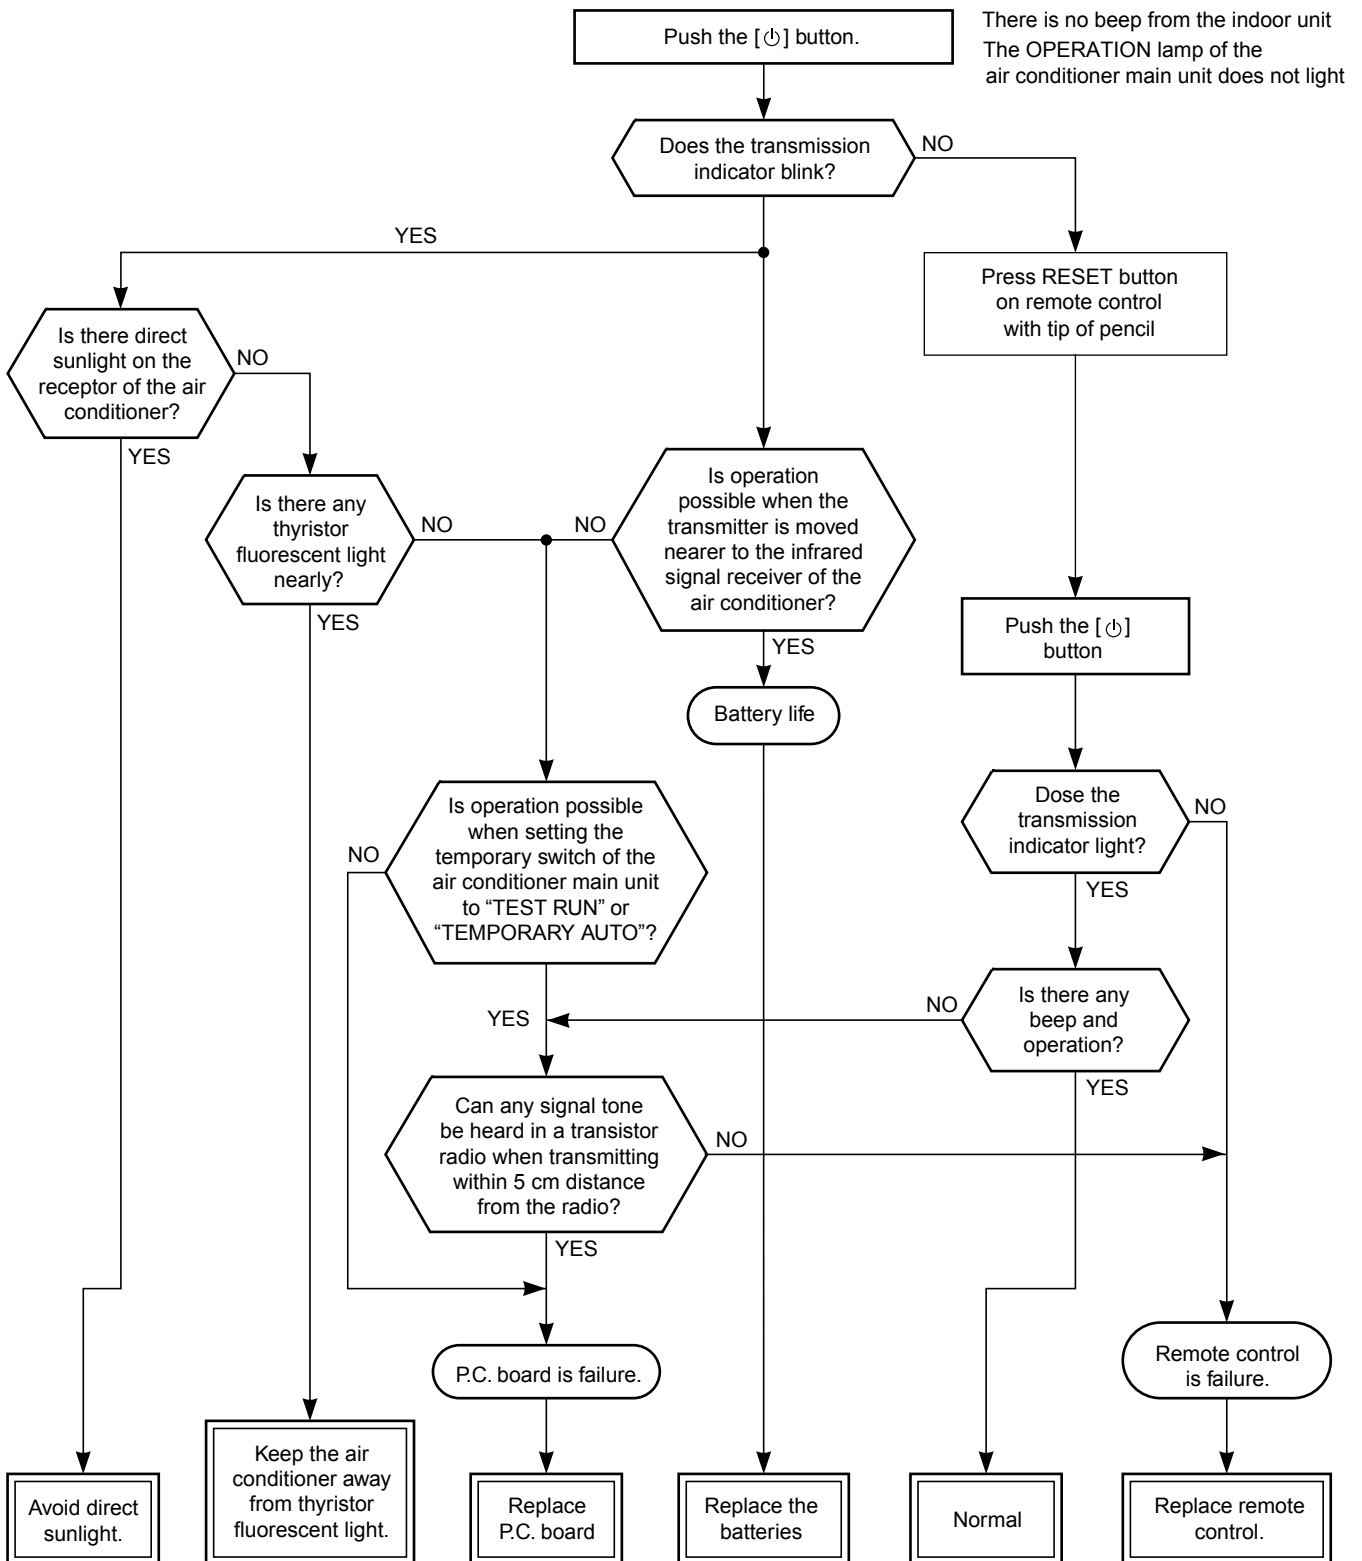 Push the [⏻] button.
There is no beep from the indoor unit
The OPERATION lamp of the
air conditioner main unit does not light
Does the transmission
indicator blink?
NO
YES
Press RESET button
on remote control
with tip of pencil
Is there direct
sunlight on the
receptor of the air
conditioner?
NO
YES
Is there any
thyristor
fluorescent light
nearly?
NO
YES
Is operation
possible when the
transmitter is moved
nearer to the infrared
signal receiver of the
air conditioner?
NO
YES
Push the [⏻]
button
Battery life
Is operation possible
when setting the
temporary switch of the
air conditioner main unit
to “TEST RUN” or
“TEMPORARY AUTO”?
NO
YES
Dose the
transmission
indicator light?
NO
YES
Is there any
beep and
operation?
NO
YES
Can any signal tone
be heard in a transistor
radio when transmitting
within 5 cm distance
from the radio?
NO
YES
P.C. board is failure.
Remote control
is failure.
Avoid direct
sunlight.
Keep the air
conditioner away
from thyristor
fluorescent light.
Replace
P.C. board
Replace the
batteries
Normal
Replace remote
control.